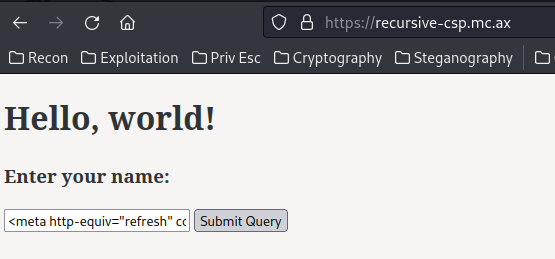 https://recursive-csp.mc.ax
Recon Exploitation Priv Esc Cryptography Steganography
Hello, world!
Enter your name:
<meta http-equiv="refresh" co Submit Query